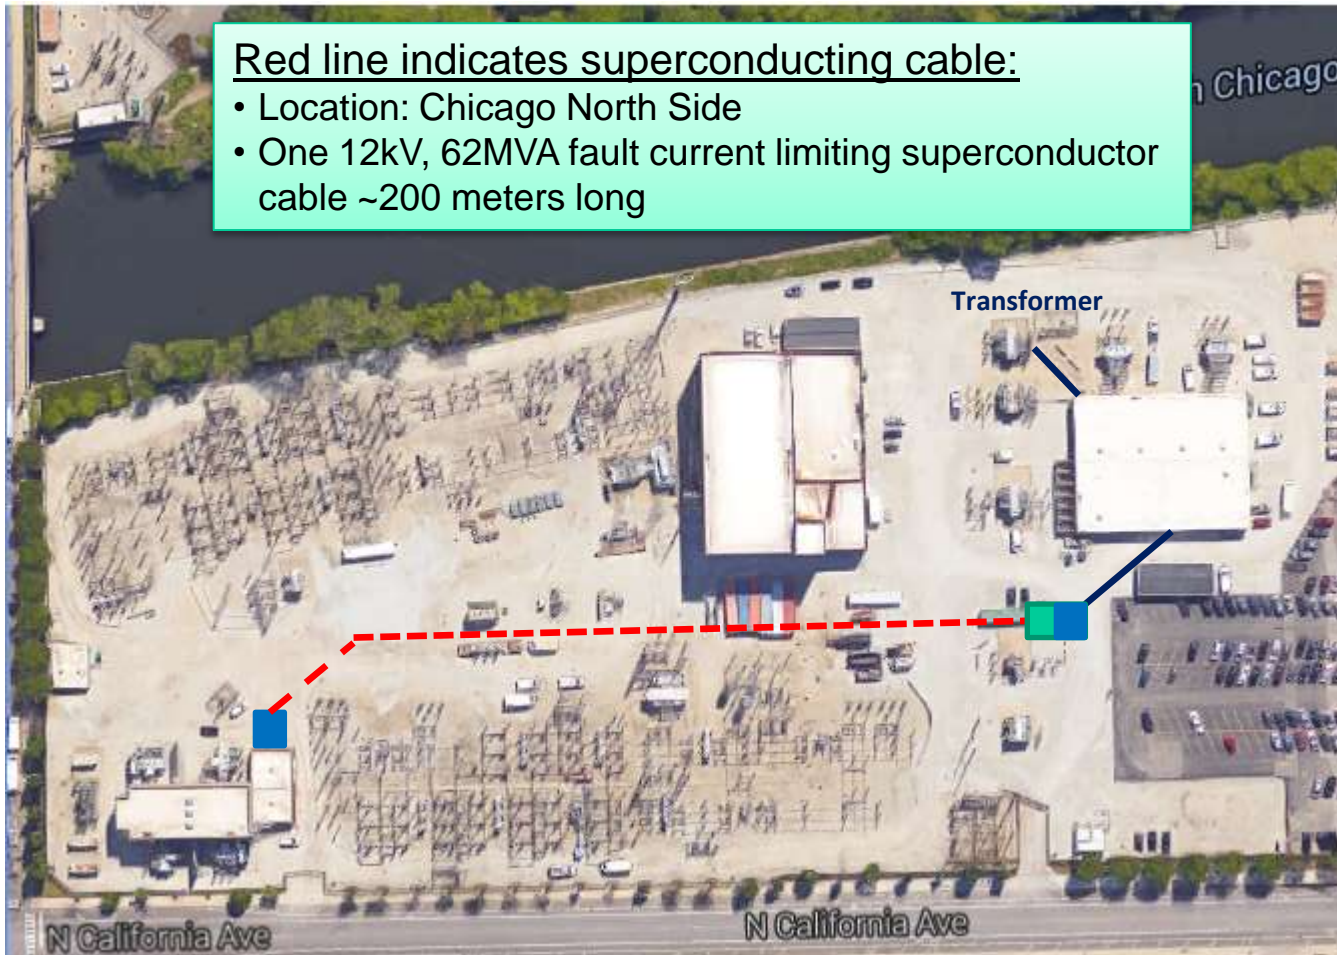 Red line indicates superconducting cable:
• Location: Chicago North Side
• One 12kV, 62MVA fault current limiting superconductor
cable ~200 meters long
Chicago
Transformer
N California Ave
N California Ave